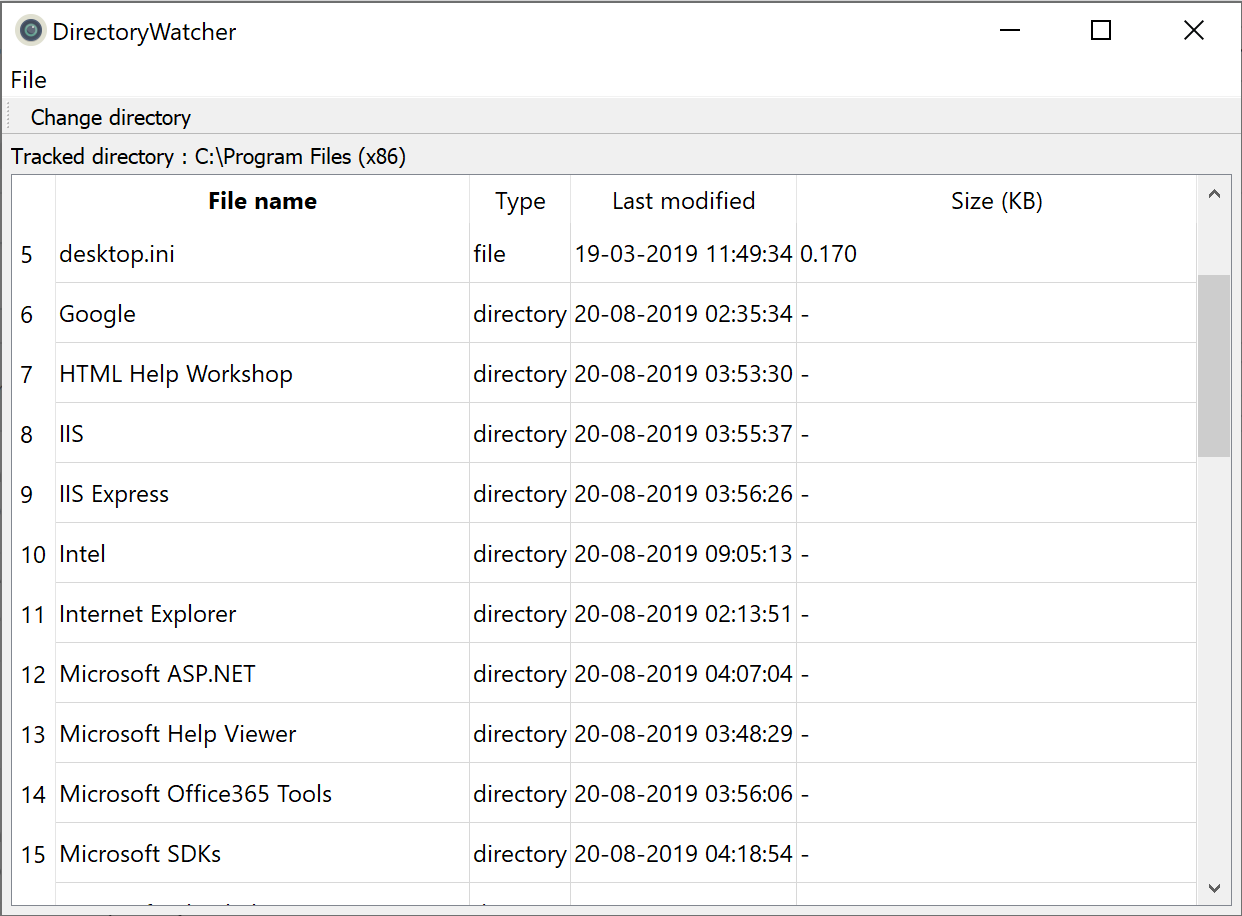 DirectoryWatcher
File
Change directory
Tracked directory : C:\Program Files (x86)
File name Type Last modified Size (KB)
5 desktop.ini file 19-03-2019 11:49:34 0.170
6 Google directory 20-08-2019 02:35:34 -
7 HTML Help Workshop directory 20-08-2019 03:53:30 -
8 IIS directory 20-08-2019 03:55:37 -
9 IIS Express directory 20-08-2019 03:56:26 -
10 Intel directory 20-08-2019 09:05:13 -
11 Internet Explorer directory 20-08-2019 02:13:51 -
12 Microsoft ASP.NET directory 20-08-2019 04:07:04 -
13 Microsoft Help Viewer directory 20-08-2019 03:48:29 -
14 Microsoft Office365 Tools directory 20-08-2019 03:56:06 -
15 Microsoft SDKs directory 20-08-2019 04:18:54 -